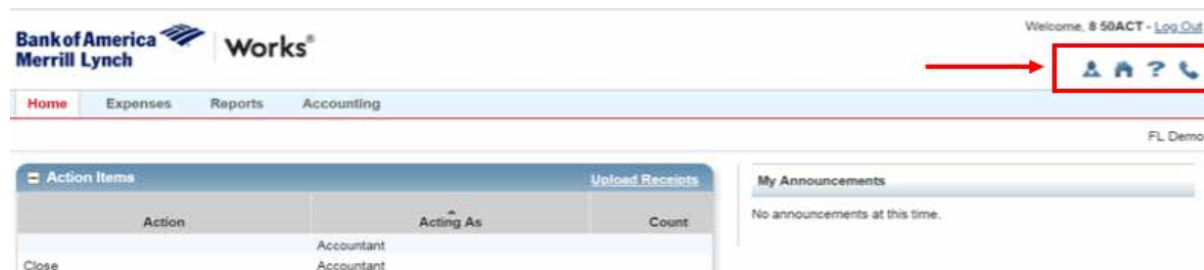 Welcome, 8 50ACT - Log Out
Bank of America
Merrill Lynch
Works®
Home Expenses Reports Accounting
FL Demo
Action Items Upload Receipts
My Announcements
Action Acting As Count
No announcements at this time.
Accountant
Close Accountant